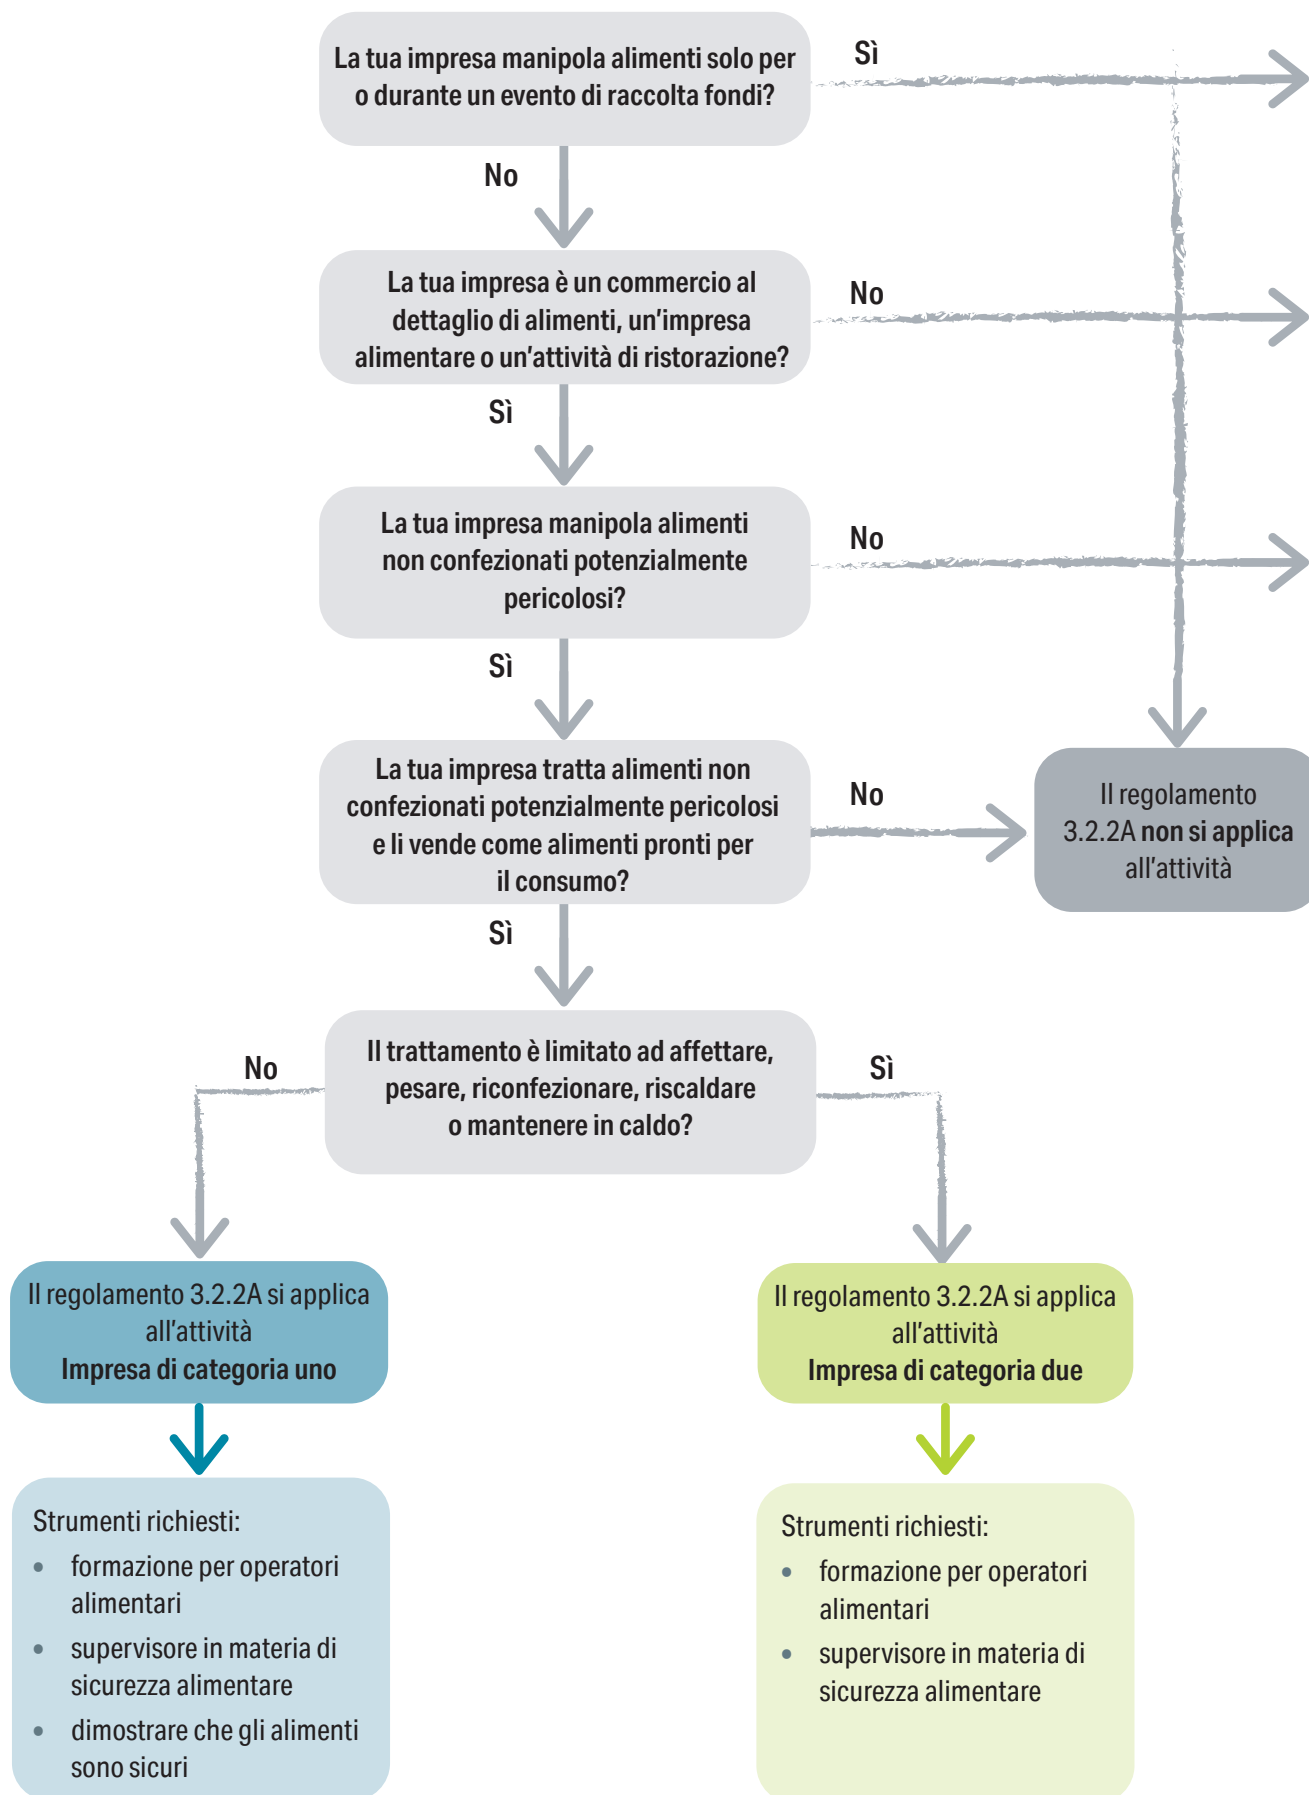 La tua impresa manipola alimenti solo per
o durante un evento di raccolta fondi?
Sì
No
La tua impresa è un commercio al
dettaglio di alimenti, un'impresa
alimentare o un'attività di ristorazione?
No
Sì
La tua impresa manipola alimenti
non confezionati potenzialmente
pericolosi?
No
Sì
La tua impresa tratta alimenti non
confezionati potenzialmente pericolosi
e li vende come alimenti pronti per
il consumo?
No
Il regolamento
3.2.2A non si applica
all'attività
Sì
Il trattamento è limitato ad affettare,
pesare, riconfezionare, riscaldare
o mantenere in caldo?
No
Sì
Il regolamento 3.2.2A si applica
all'attività
Impresa di categoria uno
Il regolamento 3.2.2A si applica
all'attività
Impresa di categoria due
Strumenti richiesti:
• formazione per operatori
alimentari
• supervisore in materia di
sicurezza alimentare
• dimostrare che gli alimenti
sono sicuri
Strumenti richiesti:
• formazione per operatori
alimentari
• supervisore in materia di
sicurezza alimentare